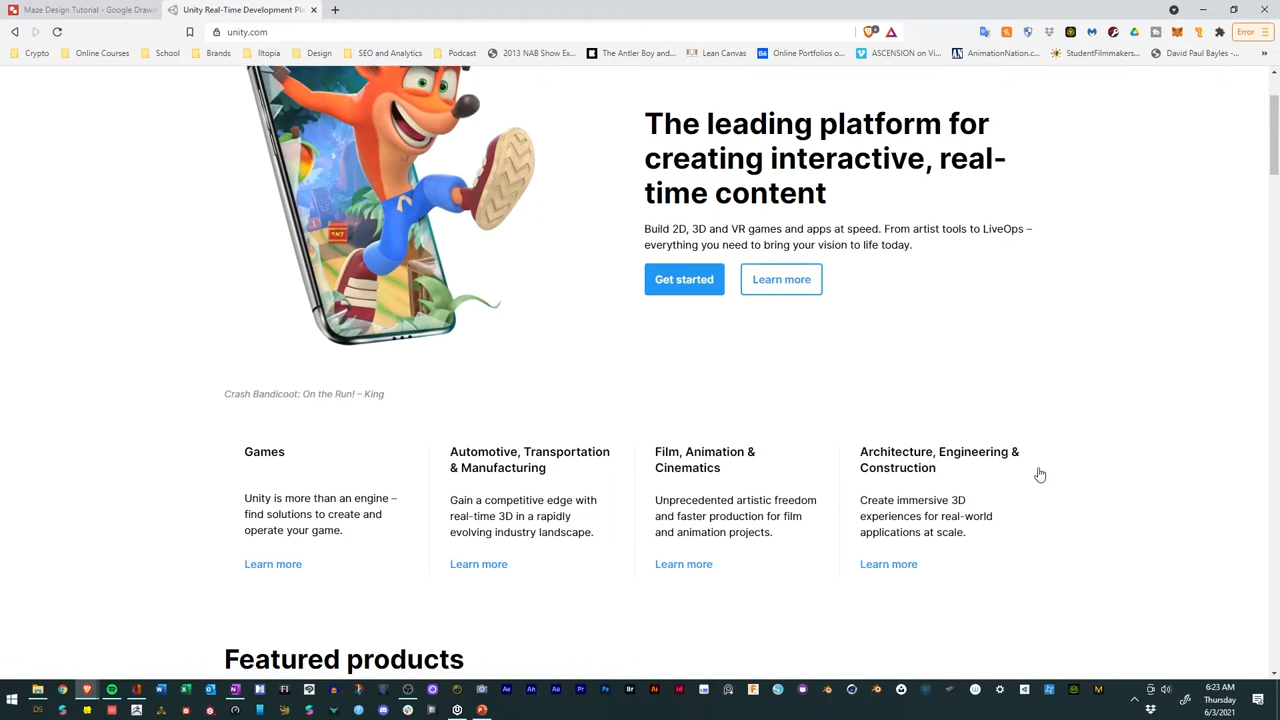 Maze Design Tutorial - Google Drawi
Unity Real-Time Development Pla
unity.com
Error
Crypto
Online Courses
School
Brands
Iltopia
Design
SEO and Analytics
Podcast
2013 NAB Show Ex...
The Antler Boy and...
Lean Canvas
Online Portfolios o...
ASCENSION on Vi...
AnimationNation.c...
StudentFilmmakers...
David Paul Bayles -...
The leading platform for
creating interactive, real-
time content
Build 2D, 3D and VR games and apps at speed. From artist tools to LiveOps –
everything you need to bring your vision to life today.
Get started
Learn more
Crash Bandicoot: On the Run! – King
Games
Unity is more than an engine –
find solutions to create and
operate your game.
Learn more
Automotive, Transportation
& Manufacturing
Gain a competitive edge with
real-time 3D in a rapidly
evolving industry landscape.
Learn more
Film, Animation &
Cinematics
Unprecedented artistic freedom
and faster production for film
and animation projects.
Learn more
Architecture, Engineering &
Construction
Create immersive 3D
experiences for real-world
applications at scale.
Learn more
Featured products
6:23 AM
Thursday
6/3/2021